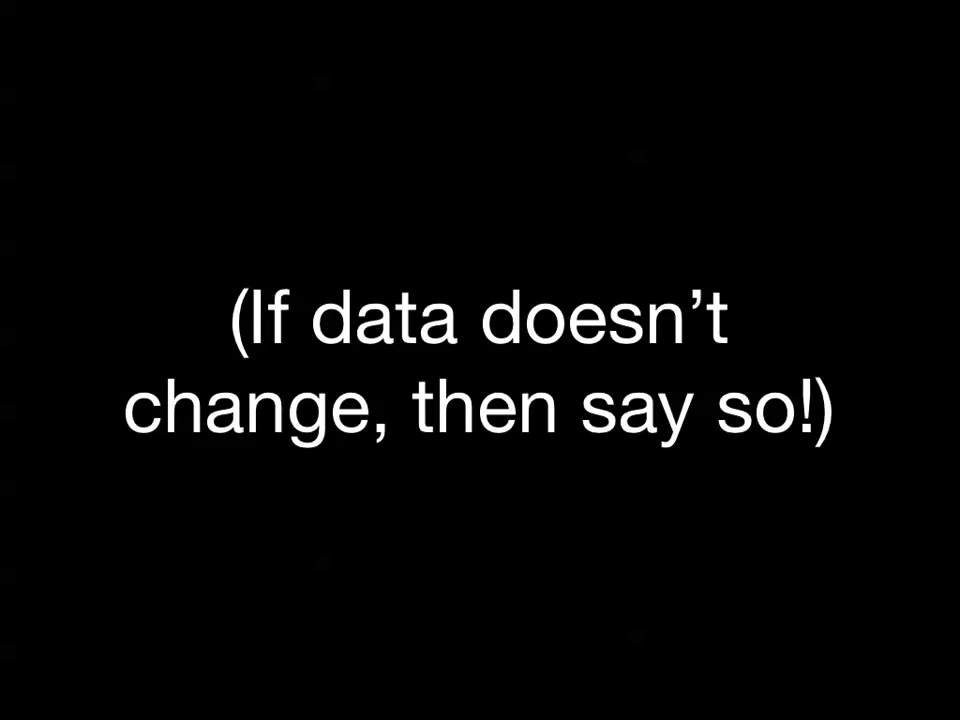 (If data doesn’t
change, then say so!)